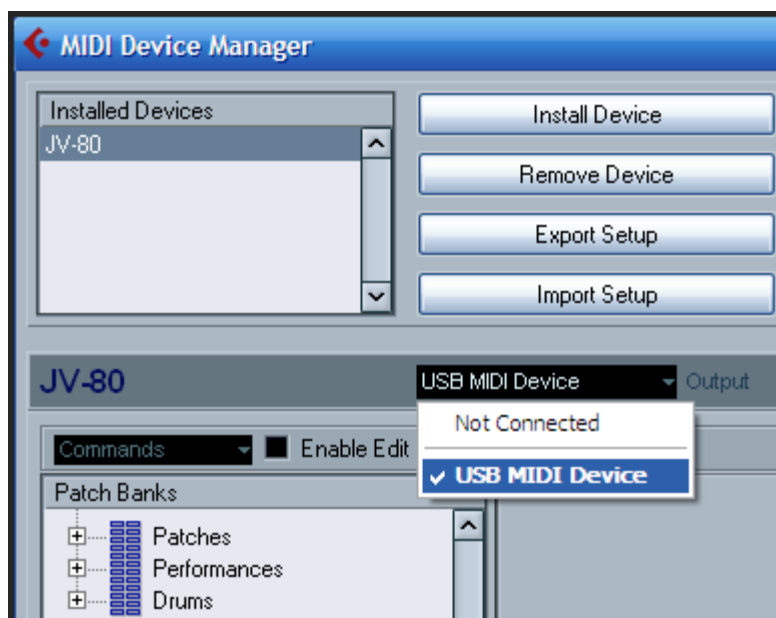 MIDI Device Manager
Installed Devices
JV-80
Install Device
Remove Device
Export Setup
Import Setup
JV-80
USB MIDI Device
Output
Not Connected
USB MIDI Device
Commands
Enable Edit
Patch Banks
Patches
Performances
Drums